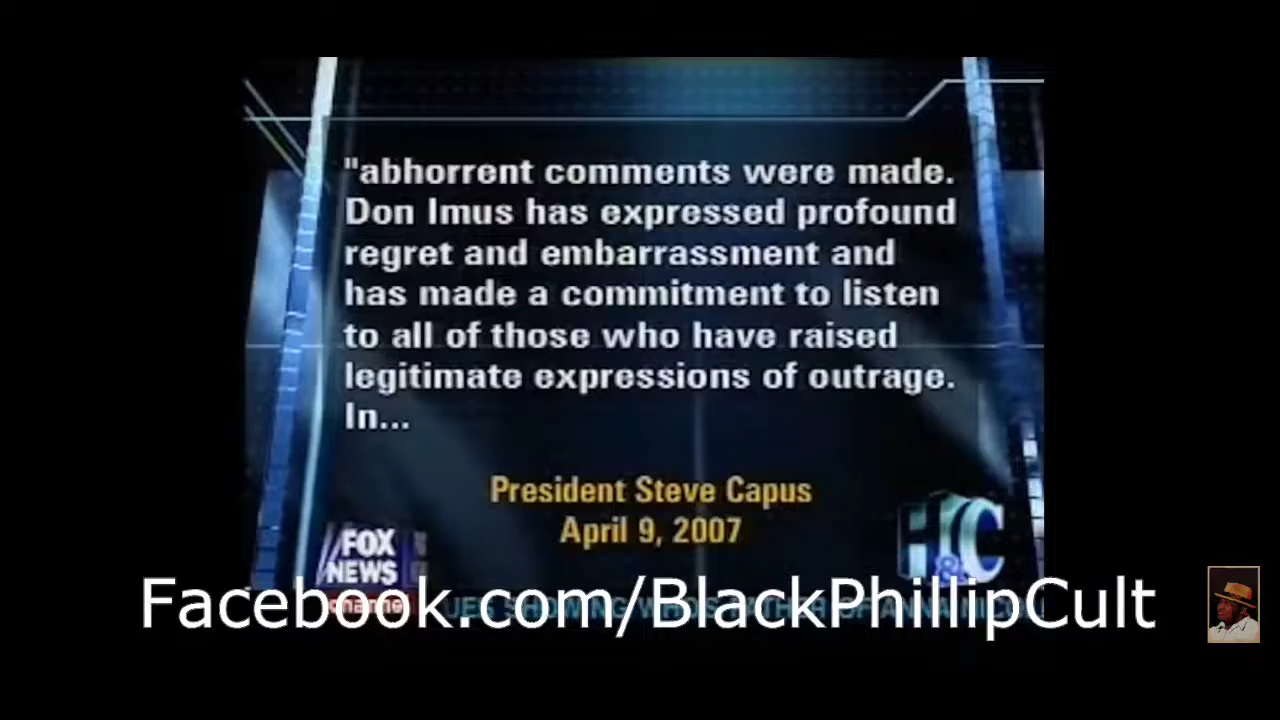 "abhorrent comments were made.
Don Imus has expressed profound
regret and embarrassment and
has made a commitment to listen
to all of those who have raised
legitimate expressions of outrage.
In...
President Steve Capus
April 9, 2007
FOX
NEWS
channel
H&C
SHOWING
Facebook.com/BlackPhillipCult